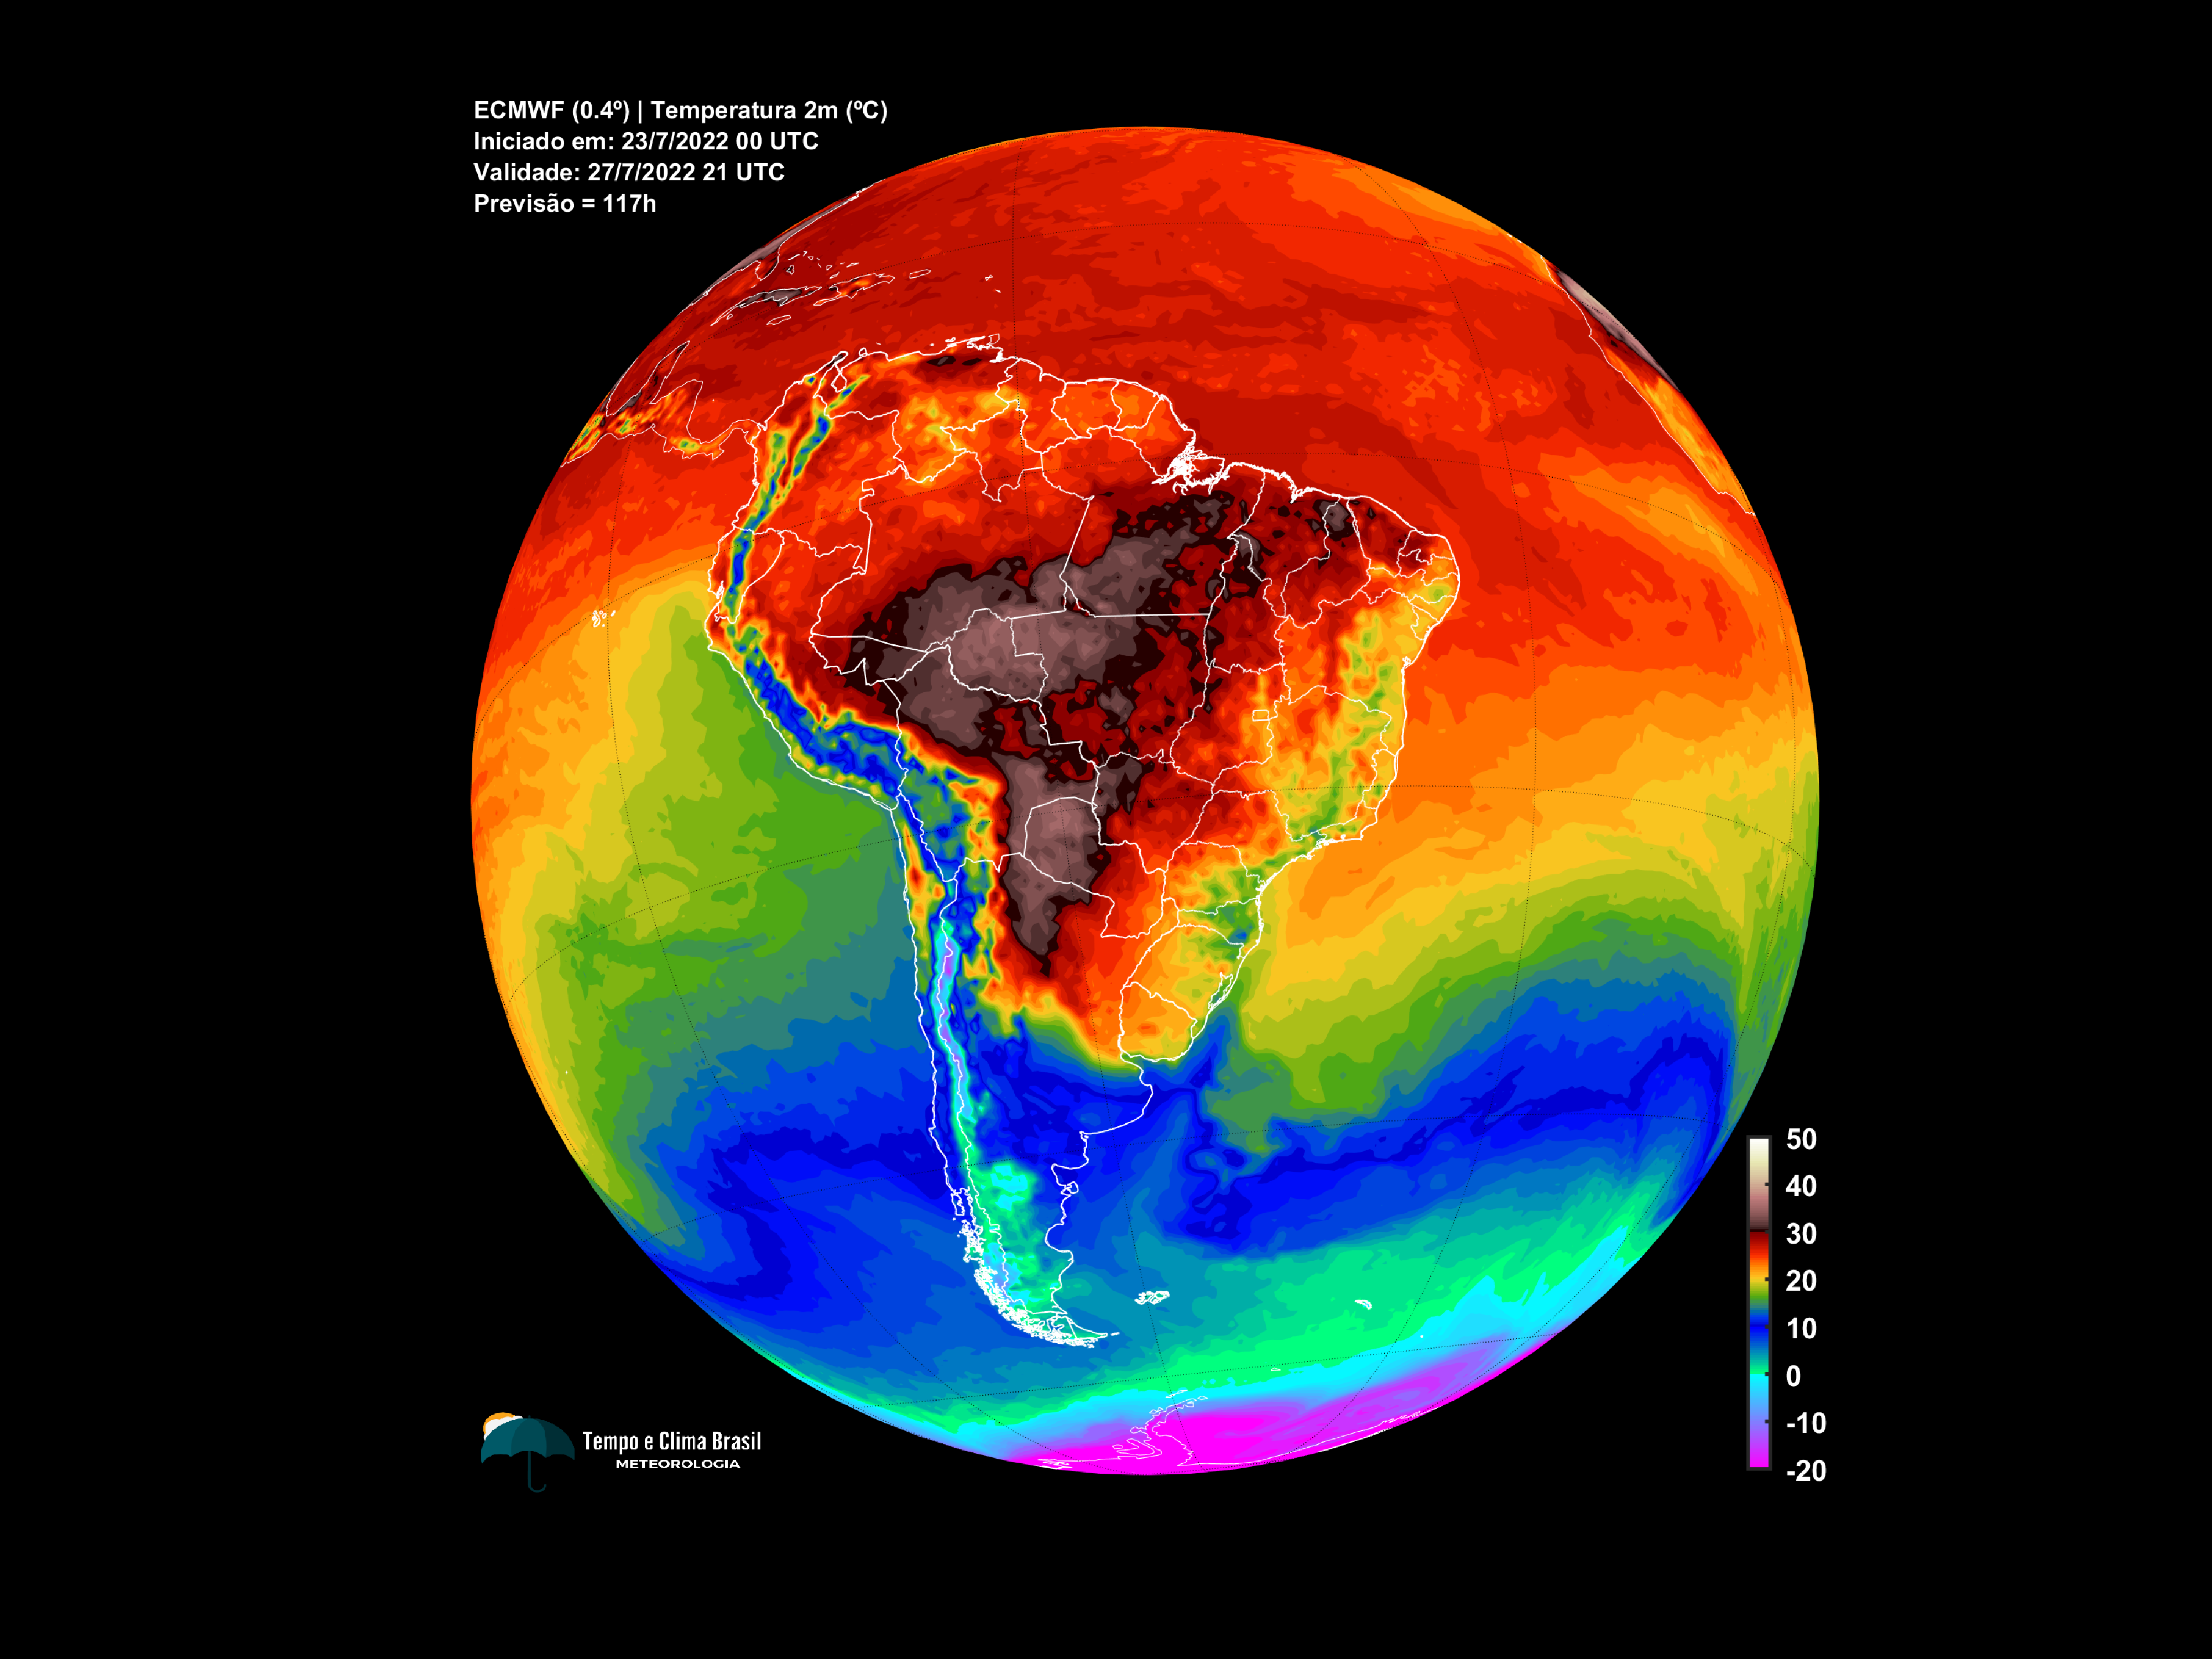 ECMWF (0.4º) | Temperatura 2m (ºC)
Iniciado em: 23/7/2022 00 UTC
Validade: 27/7/2022 21 UTC
Previsão = 117h
50
40
30
20
10
0
-10
-20
Tempo e Clima Brasil
METEOROLOGIA